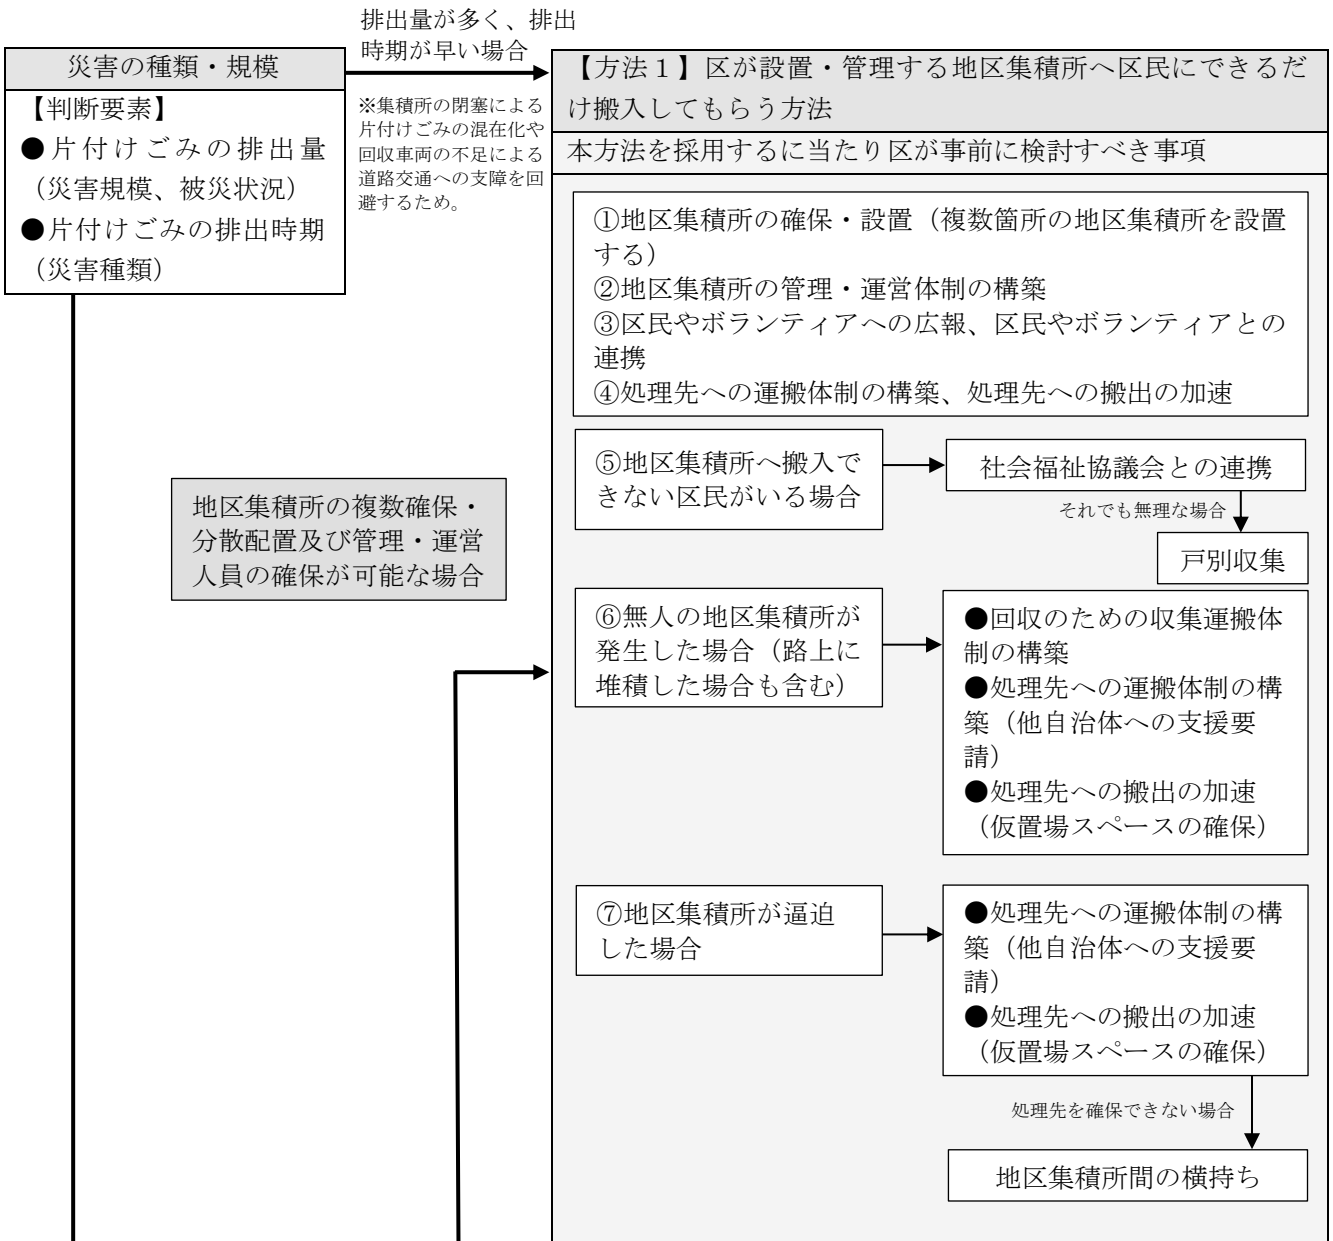 排出量が多く、排出
時期が早い場合
災害の種類・規模
【判断要素】
●片付けごみの排出量
（災害規模、被災状況）
●片付けごみの排出時期
（災害種類）
※集積所の閉塞による
片付けごみの混在化や
回収車両の不足による
道路交通への支障を回
避するため。
【方法１】区が設置・管理する地区集積所へ区民にできるだ
け搬入してもらう方法
本方法を採用するに当たり区が事前に検討すべき事項
①地区集積所の確保・設置（複数箇所の地区集積所を設置
する）
②地区集積所の管理・運営体制の構築
③区民やボランティアへの広報、区民やボランティアとの
連携
④処理先への運搬体制の構築、処理先への搬出の加速
⑤地区集積所へ搬入で
きない区民がいる場合
社会福祉協議会との連携
それでも無理な場合
戸別収集
地区集積所の複数確保・
分散配置及び管理・運営
人員の確保が可能な場合
⑥無人の地区集積所が
発生した場合（路上に
堆積した場合も含む）
●回収のための収集運搬体
制の構築
●処理先への運搬体制の構
築（他自治体への支援要
請）
●処理先への搬出の加速
（仮置場スペースの確保）
⑦地区集積所が逼迫
した場合
●処理先への運搬体制の構
築（他自治体への支援要
請）
●処理先への搬出の加速
（仮置場スペースの確保）
処理先を確保できない場合
地区集積所間の横持ち